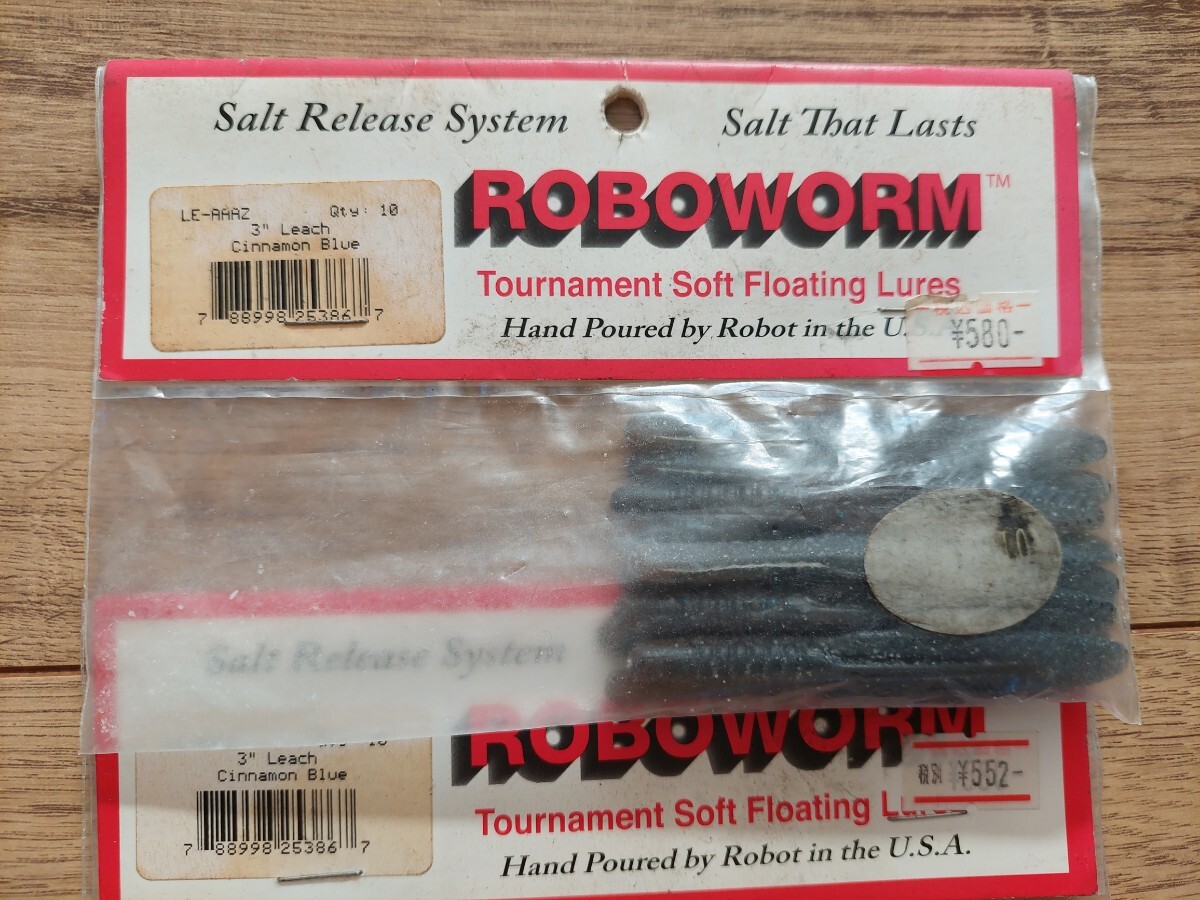 Salt Release System Salt That Lasts
LE-AAAZ Qty: 10
3" Leach
Cinnamon Blue
7 88998 25386 7
ROBOWORM™
Tournament Soft Floating Lures
Hand Poured by Robot in the U.S.A.
¥580-
Salt Release System
ROBOWORM
3" Leach
Cinnamon Blue
7 88998 25386 7
税別 ¥552-
Tournament Soft Floating Lures
Hand Poured by Robot in the U.S.A.